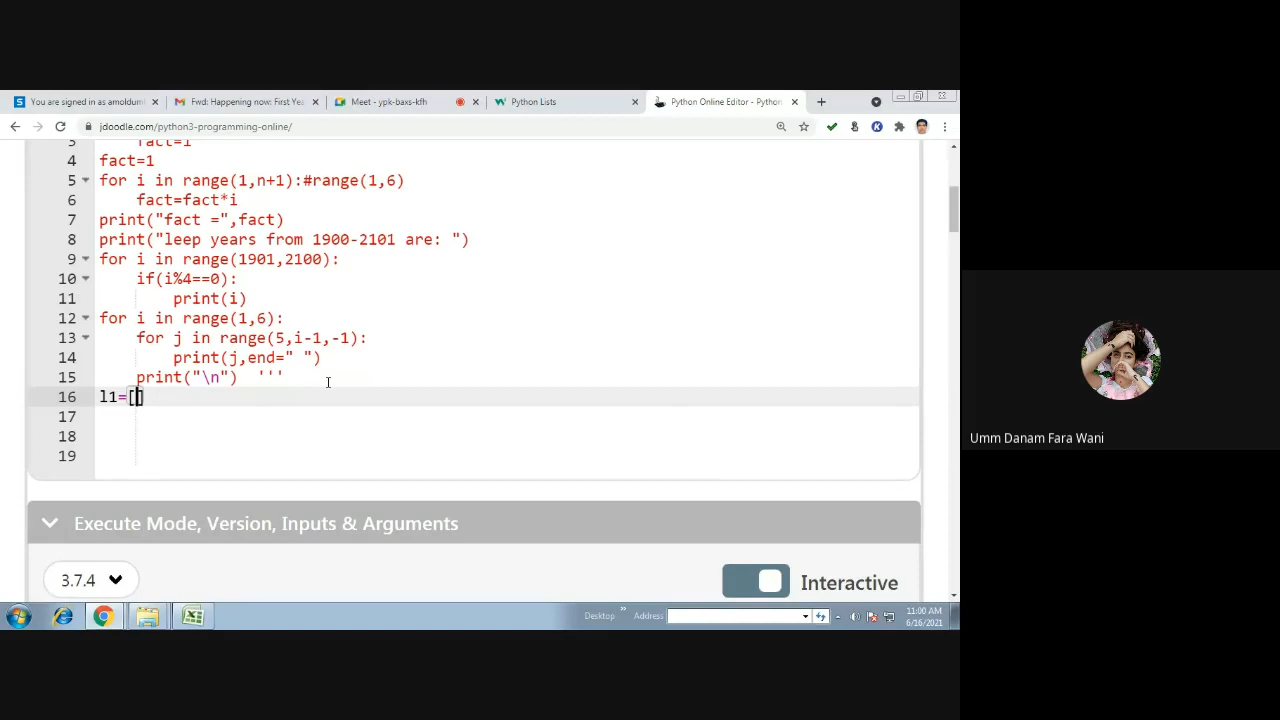 You are signed in as amoldum
Fwd: Happening now: First Yea
Meet - ypk-baxs-kfh
Python Lists
Python Online Editor - Python
jdoodle.com/python3-programming-online/
3 fact=1
4 fact=1
5 for i in range(1,n+1):#range(1,6)
6 fact=fact*i
7 print("fact =",fact)
8 print("leep years from 1900-2101 are: ")
9 for i in range(1901,2100):
10 if(i%4==0):
11 print(i)
12 for i in range(1,6):
13 for j in range(5,i-1,-1):
14 print(j,end=" ")
15 print("\n") '''
16 l1=[]
17
18
19
Execute Mode, Version, Inputs & Arguments
3.7.4
Interactive
Umm Danam Fara Wani
Desktop
Address
11:00 AM
6/16/2021